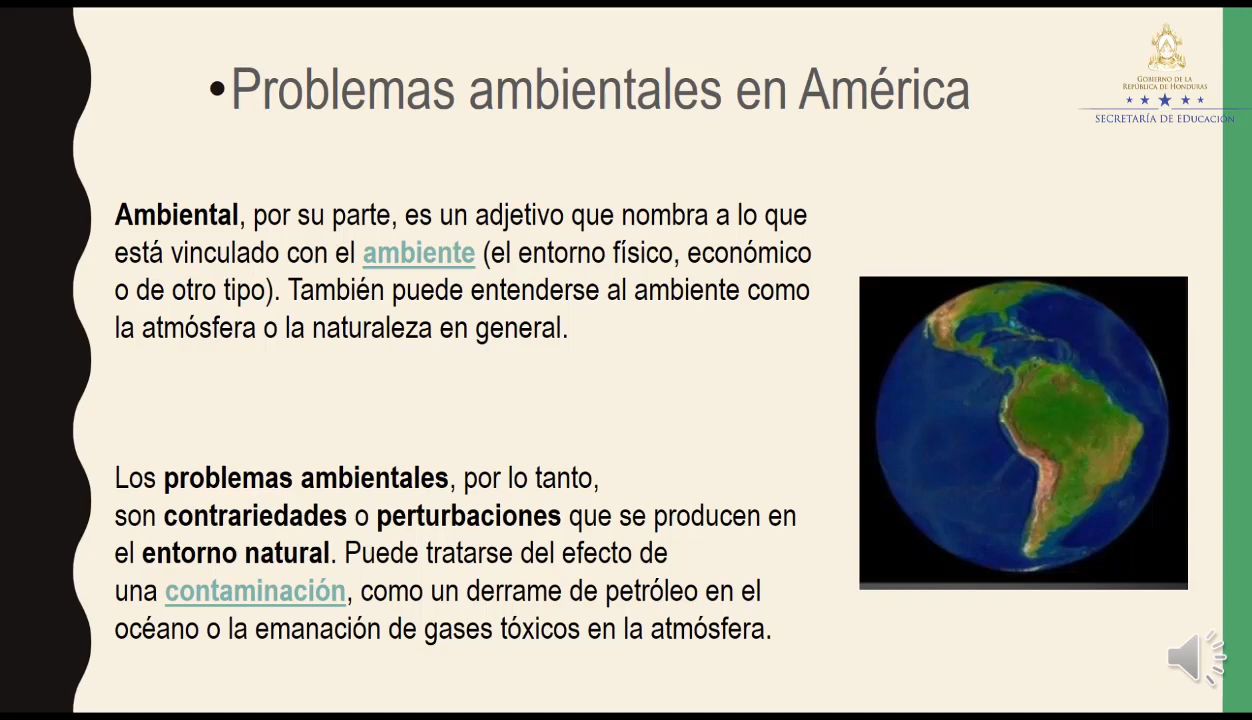 •Problemas ambientales en América
GOBIERNO DE LA
REPÚBLICA DE HONDURAS
SECRETARÍA DE EDUCACIÓN
Ambiental, por su parte, es un adjetivo que nombra a lo que
está vinculado con el ambiente (el entorno físico, económico
o de otro tipo). También puede entenderse al ambiente como
la atmósfera o la naturaleza en general.
Los problemas ambientales, por lo tanto,
son contrariedades o perturbaciones que se producen en
el entorno natural. Puede tratarse del efecto de
una contaminación, como un derrame de petróleo en el
océano o la emanación de gases tóxicos en la atmósfera.